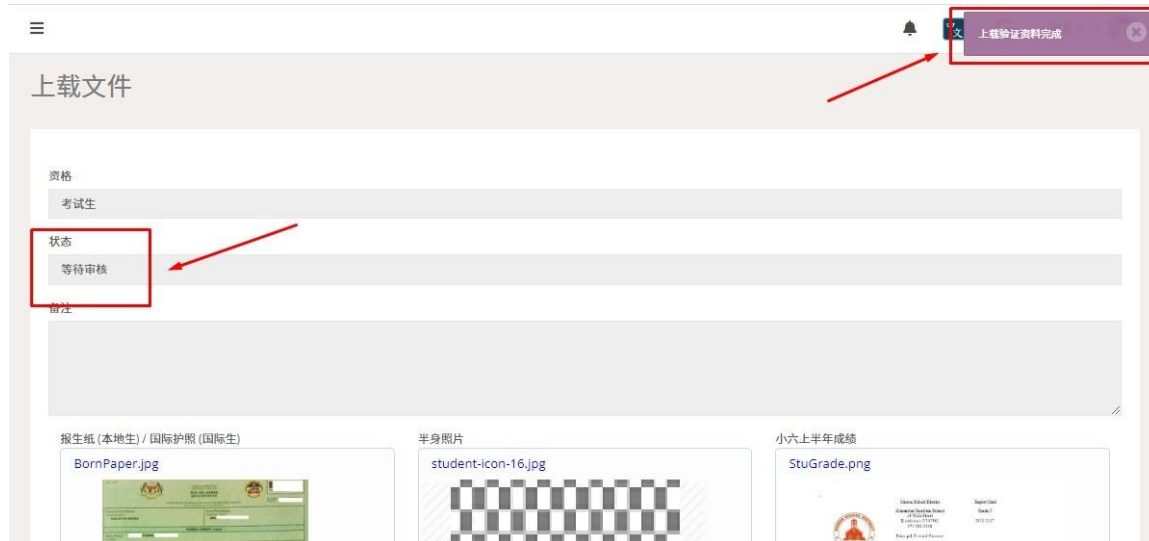 上载验证资料完成
上载文件
资格
考试生
状态
等待审核
备注
报生纸 (本地生) / 国际护照 (国际生)
半身照片
小六上半年成绩
BornPaper.jpg
student-icon-16.jpg
StuGrade.png
Report Card